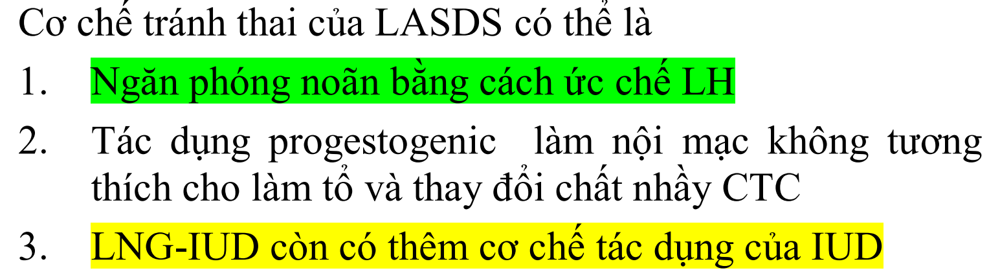 Cơ chế tránh thai của LASDS có thể là
1. Ngăn phóng noãn bằng cách ức chế LH
2. Tác dụng progestogenic làm nội mạc không tương
thích cho làm tổ và thay đổi chất nhầy CTC
3. LNG-IUD còn có thêm cơ chế tác dụng của IUD